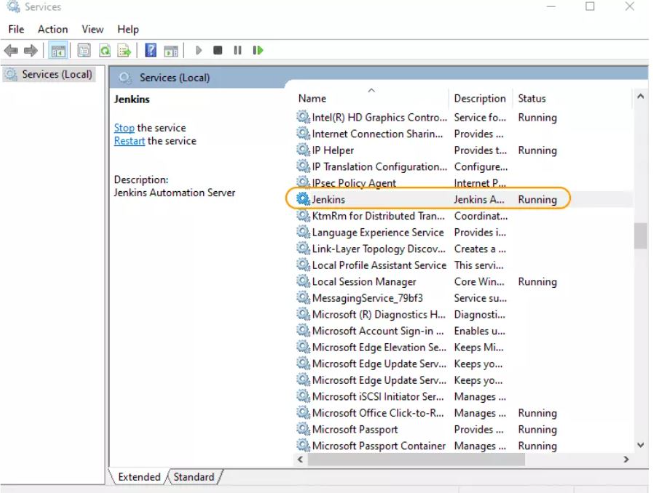 Services
File Action View Help
Services (Local)
Services (Local)
Jenkins
Stop the service
Restart the service
Description:
Jenkins Automation Server
Name Description Status
Intel(R) HD Graphics Contro... Service fo... Running
Internet Connection Sharin... Provides ...
IP Helper Provides t... Running
IP Translation Configuration... Configure...
IPsec Policy Agent Internet P...
Jenkins Jenkins A... Running
KtmRm for Distributed Tran... Coordinat...
Language Experience Service Provides i...
Link-Layer Topology Discov... Creates a ...
Local Profile Assistant Service This servi...
Local Session Manager Core Win... Running
MessagingService_79bf3 Service su...
Microsoft (R) Diagnostics H... Diagnosti...
Microsoft Account Sign-in ... Enables u...
Microsoft Edge Elevation Se... Keeps Mi...
Microsoft Edge Update Serv... Keeps yo...
Microsoft Edge Update Serv... Keeps yo...
Microsoft iSCSI Initiator Ser... Manages ...
Microsoft Office Click-to-R... Manages ... Running
Microsoft Passport Provides ... Running
Microsoft Passport Container Manages ... Running
Extended Standard